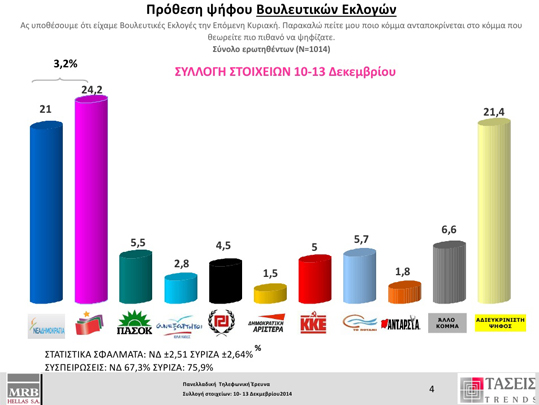 Πρόθεση ψήφου Βουλευτικών Εκλογών
Ας υποθέσουμε ότι είχαμε Βουλευτικές Εκλογές την Επόμενη Κυριακή. Παρακαλώ πείτε μου ποιο κόμμα ανταποκρίνεται στο κόμμα που
θεωρείτε πιο πιθανό να ψηφίζατε.
Σύνολο ερωτηθέντων (Ν=1014)
3,2%
ΣΥΛΛΟΓΗ ΣΤΟΙΧΕΙΩΝ 10-13 Δεκεμβρίου
21
24,2
5,5
2,8
4,5
1,5
5
5,7
1,8
6,6
21,4
ΝΕΑ ΔΗΜΟΚΡΑΤΙΑ
ΠΑΣΟΚ
ΔΗΜΟΚΡΑΤΙΚΗ
ΑΡΙΣΤΕΡΑ
ΚΚΕ
ΑΝΤΑΡΣΥΑ
ΑΛΛΟ
ΚΟΜΜΑ
ΑΔΙΕΥΚΡΙΝΙΣΤΗ
ΨΗΦΟΣ
ΣΤΑΤΙΣΤΙΚΑ ΣΦΑΛΜΑΤΑ: ΝΔ ±2,51 ΣΥΡΙΖΑ ±2,64%
%
ΣΥΣΠΕΙΡΩΣΕΙΣ: ΝΔ 67,3% ΣΥΡΙΖΑ: 75,9%
MRB
HELLAS S.A.
Πανελλαδική Τηλεφωνική Έρευνα
Συλλογή στοιχείων: 10- 13 Δεκεμβρίου2014
4
ΤΑΣΕΙΣ
TRENDS